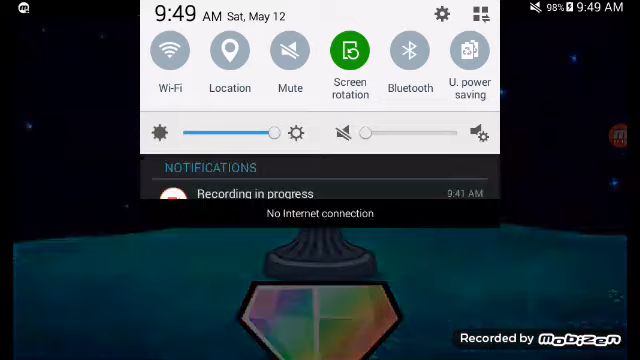 9:49 AM Sat, May 12
98% 9:49 AM
Wi-Fi
Location
Mute
Screen rotation
Bluetooth
U. power saving
NOTIFICATIONS
Recording in progress
9:41 AM
No Internet connection
Recorded by Mobizen